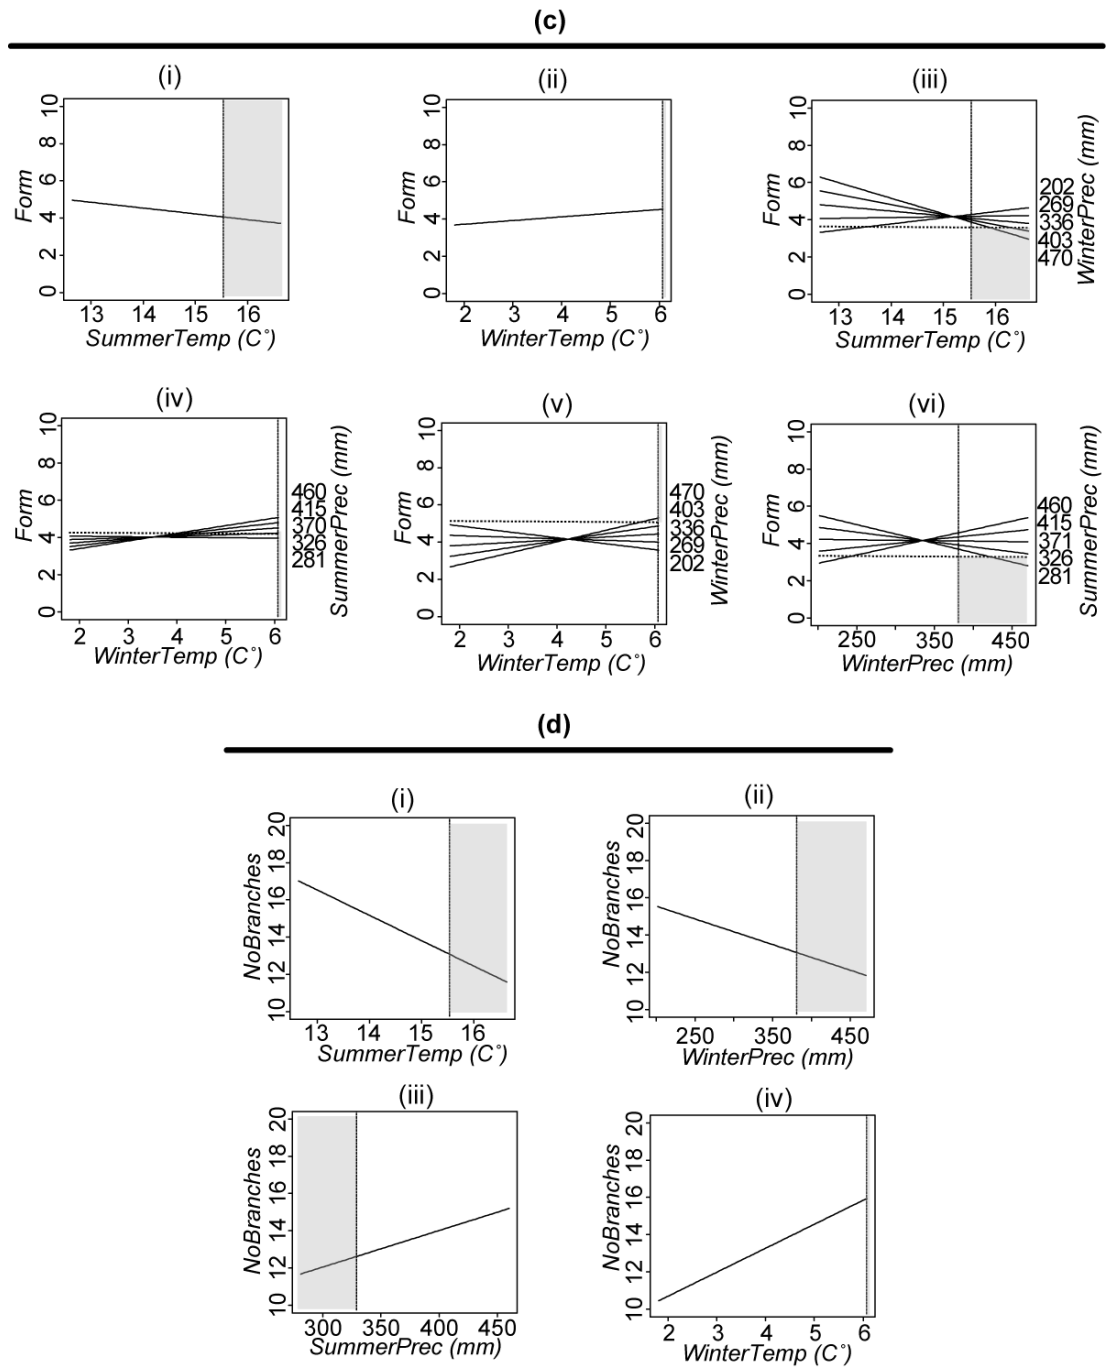 (c)
(i)
(ii)
(iii)
Form
0 2 4 6 8 10
13 14 15 16
SummerTemp (C°)
Form
0 2 4 6 8 10
2 3 4 5 6
WinterTemp (C°)
Form
0 2 4 6 8 10
13 14 15 16
SummerTemp (C°)
202
269
336
403
470
WinterPrec (mm)
(iv)
(v)
(vi)
Form
0 2 4 6 8 10
2 3 4 5 6
WinterTemp (C°)
460
415
370
326
281
SummerPrec (mm)
Form
0 2 4 6 8 10
2 3 4 5 6
WinterTemp (C°)
470
403
336
269
202
WinterPrec (mm)
Form
0 2 4 6 8 10
250 350 450
WinterPrec (mm)
460
415
371
326
281
SummerPrec (mm)
(d)
(i)
(ii)
NoBranches
10 12 14 16 18 20
13 14 15 16
SummerTemp (C°)
NoBranches
10 12 14 16 18 20
250 350 450
WinterPrec (mm)
(iii)
(iv)
NoBranches
10 12 14 16 18 20
300 350 400 450
SummerPrec (mm)
NoBranches
10 12 14 16 18 20
2 3 4 5 6
WinterTemp (C°)